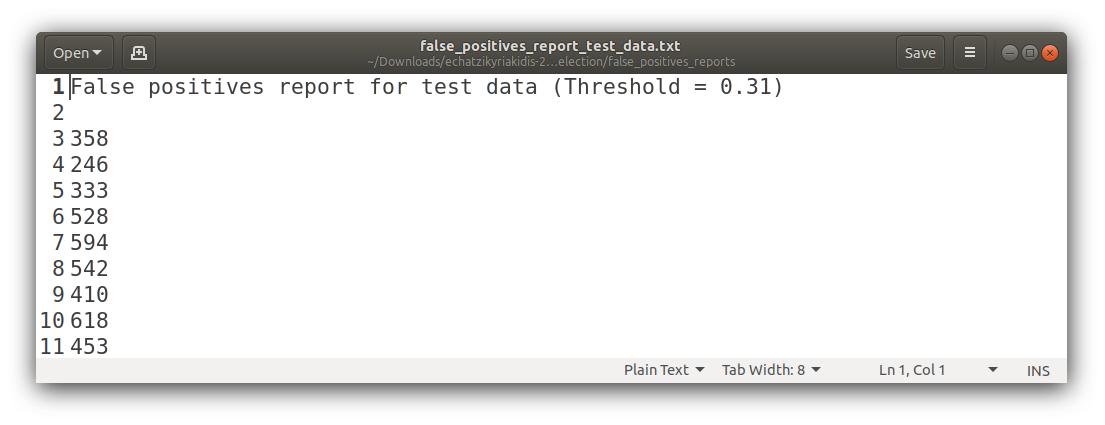 Open
false_positives_report_test_data.txt
~/Downloads/echatzikyriakidis-2...election/false_positives_reports
Save
1 False positives report for test data (Threshold = 0.31)
2
3 358
4 246
5 333
6 528
7 594
8 542
9 410
10 618
11 453
Plain Text Tab Width: 8 Ln 1, Col 1 INS